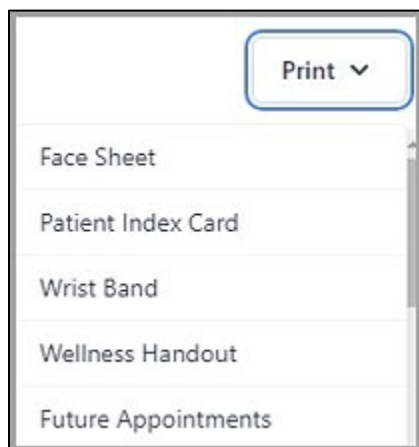 Print
Face Sheet
Patient Index Card
Wrist Band
Wellness Handout
Future Appointments